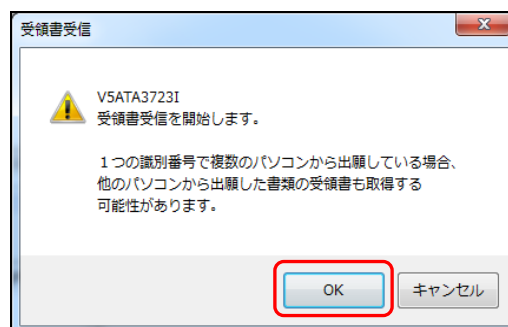 受領書受信
x
V5ATA3723I
受領書受信を開始します。
１つの識別番号で複数のパソコンから出願している場合、
他のパソコンから出願した書類の受領書も取得する
可能性があります。
OK
キャンセル